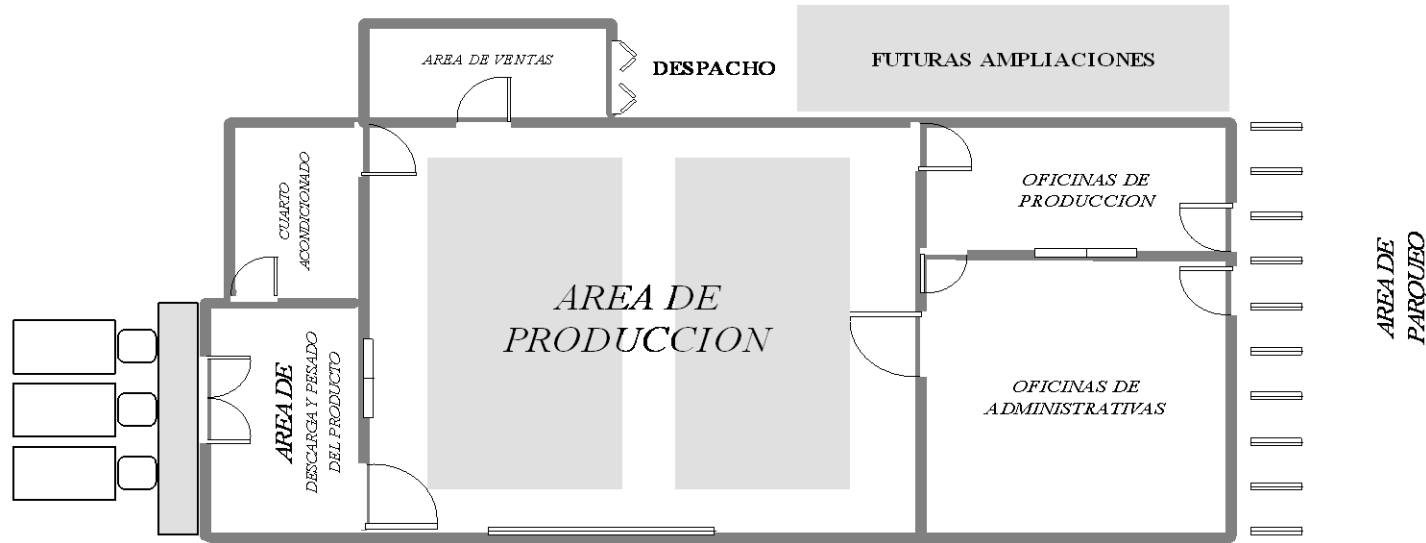 AREA DE VENTAS
DESPACHO
FUTURAS AMPLIACIONES
CUARTO
ACONDICIONADO
OFICINAS DE
PRODUCCION
AREA DE
PRODUCCION
AREA DE
PARQUEO
AREA DE
DESCARGA Y PESADO
DEL PRODUCTO
OFICINAS DE
ADMINISTRATIVAS